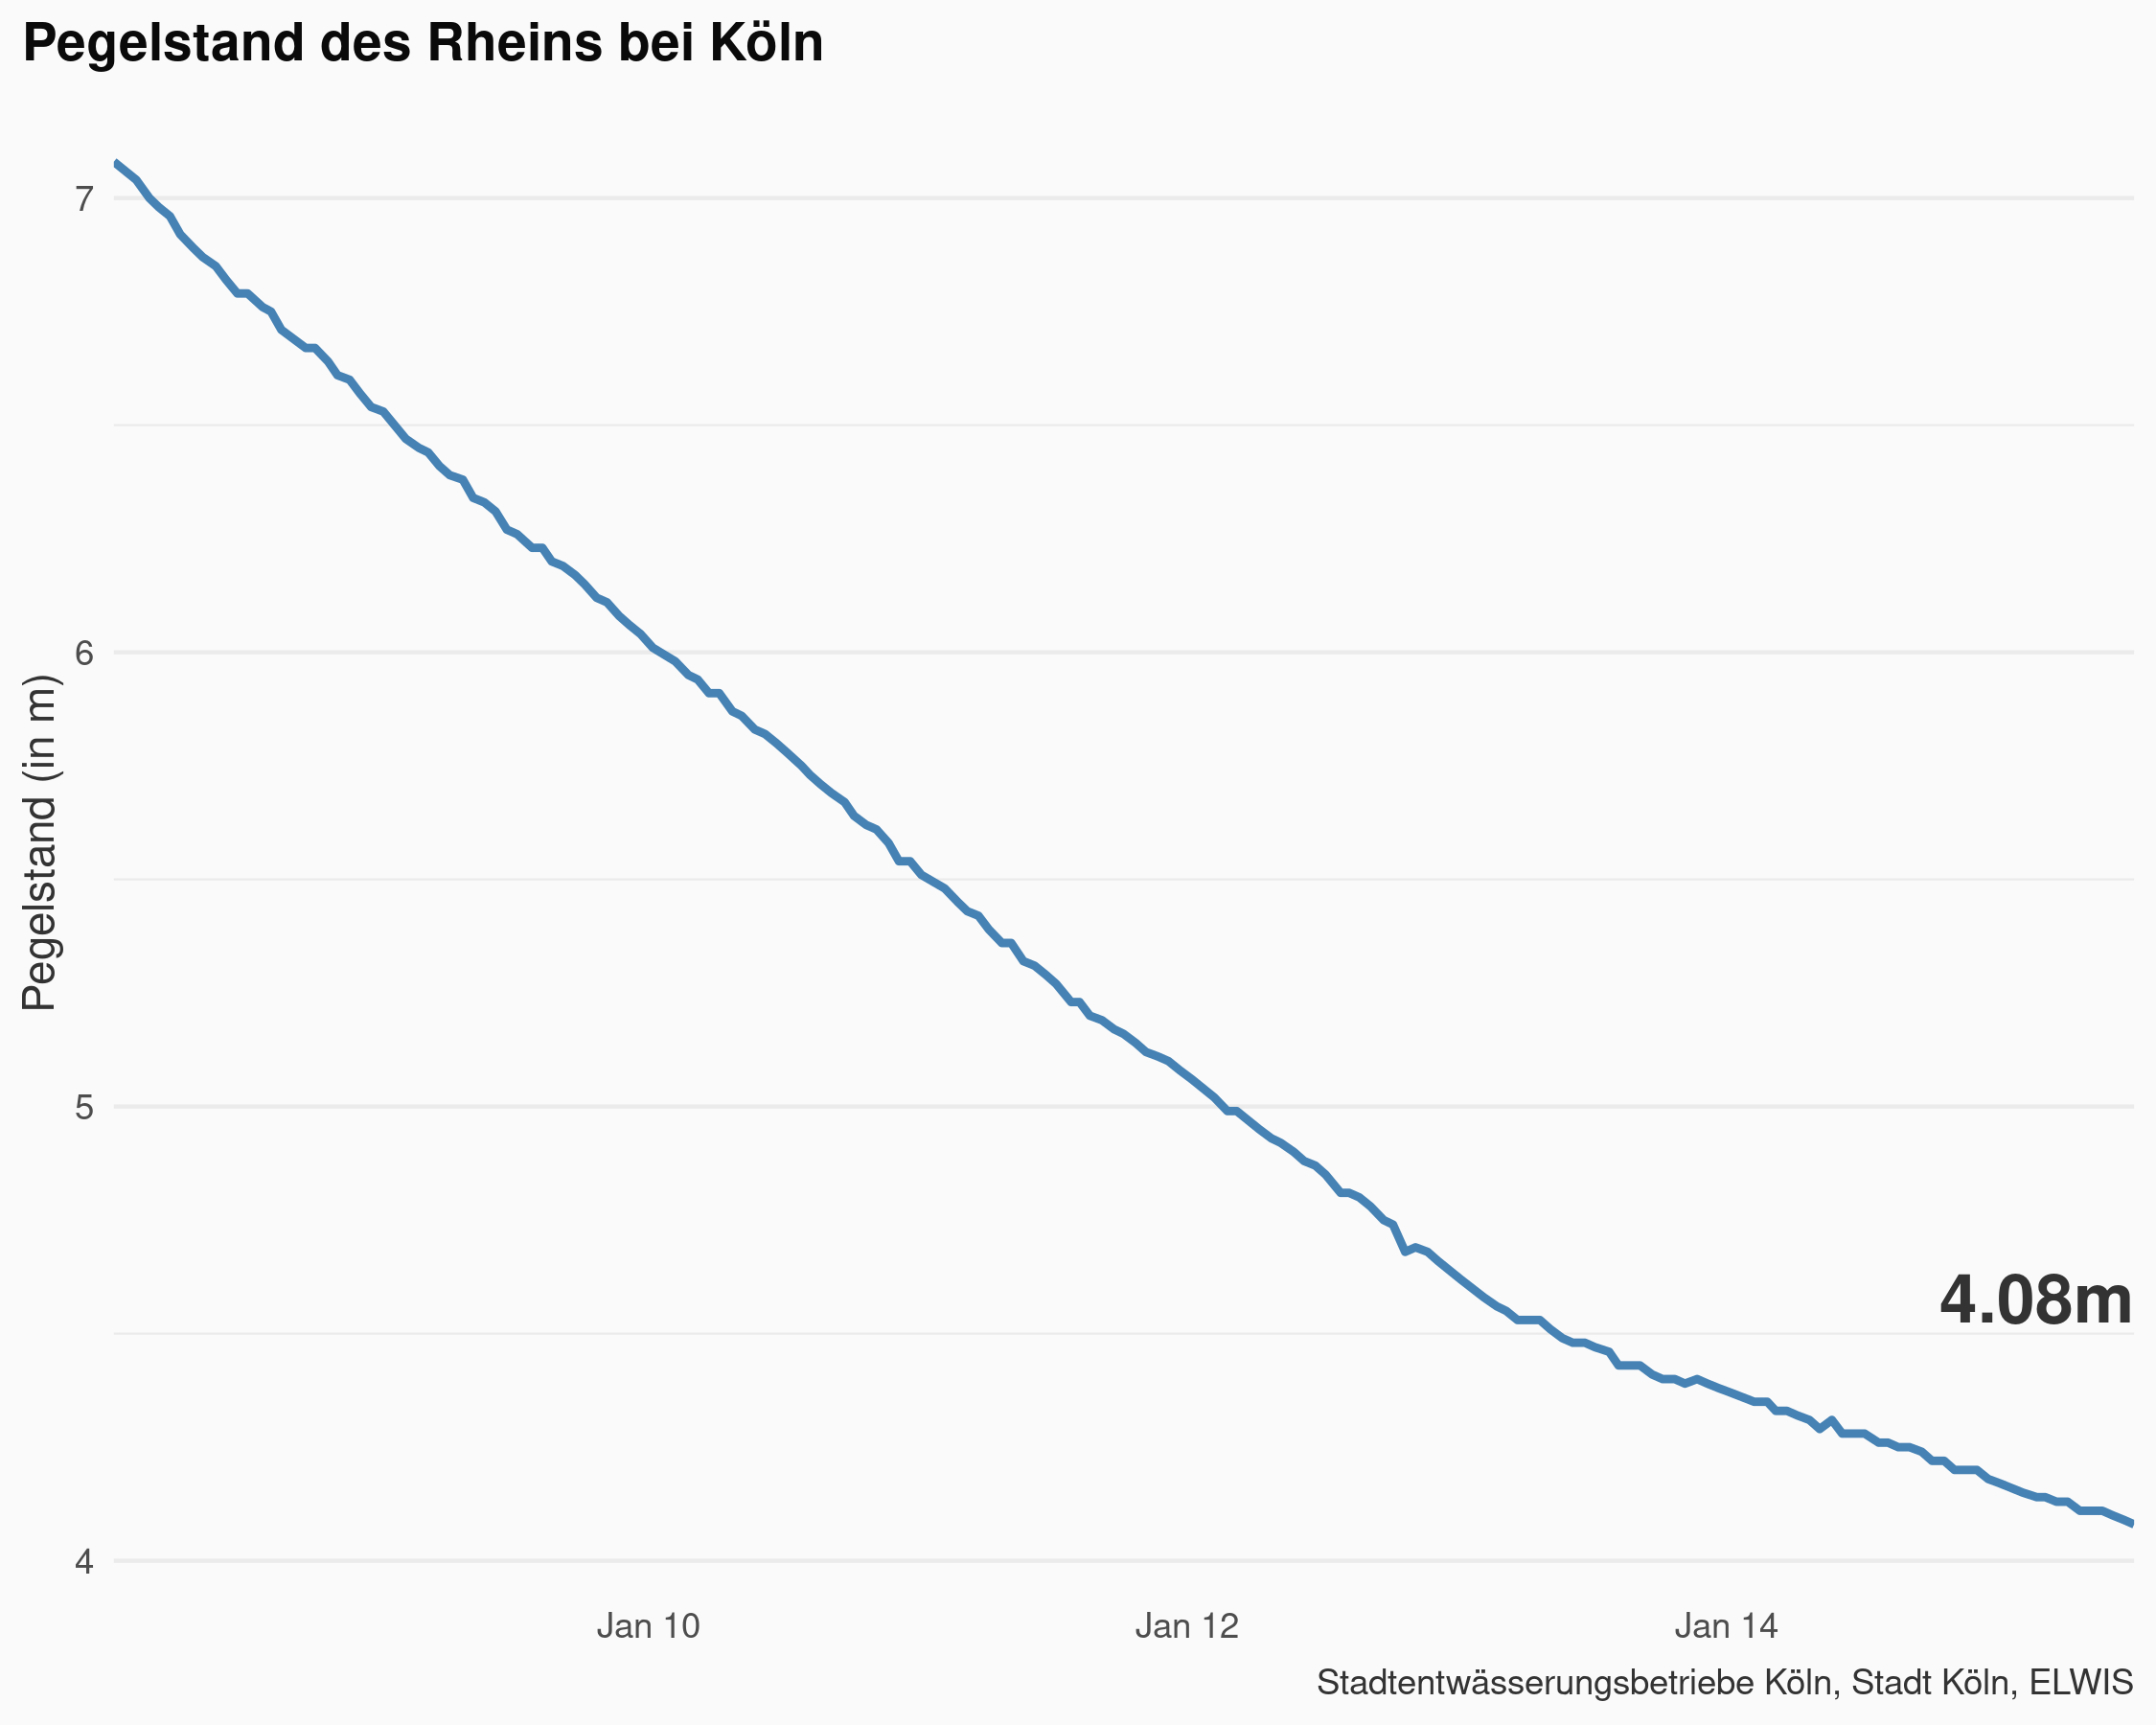 Pegelstand des Rheins bei Köln
Pegelstand (in m)
7
6
5
4
4.08m
Jan 10
Jan 12
Jan 14
Stadtentwässerungsbetriebe Köln, Stadt Köln, ELWIS